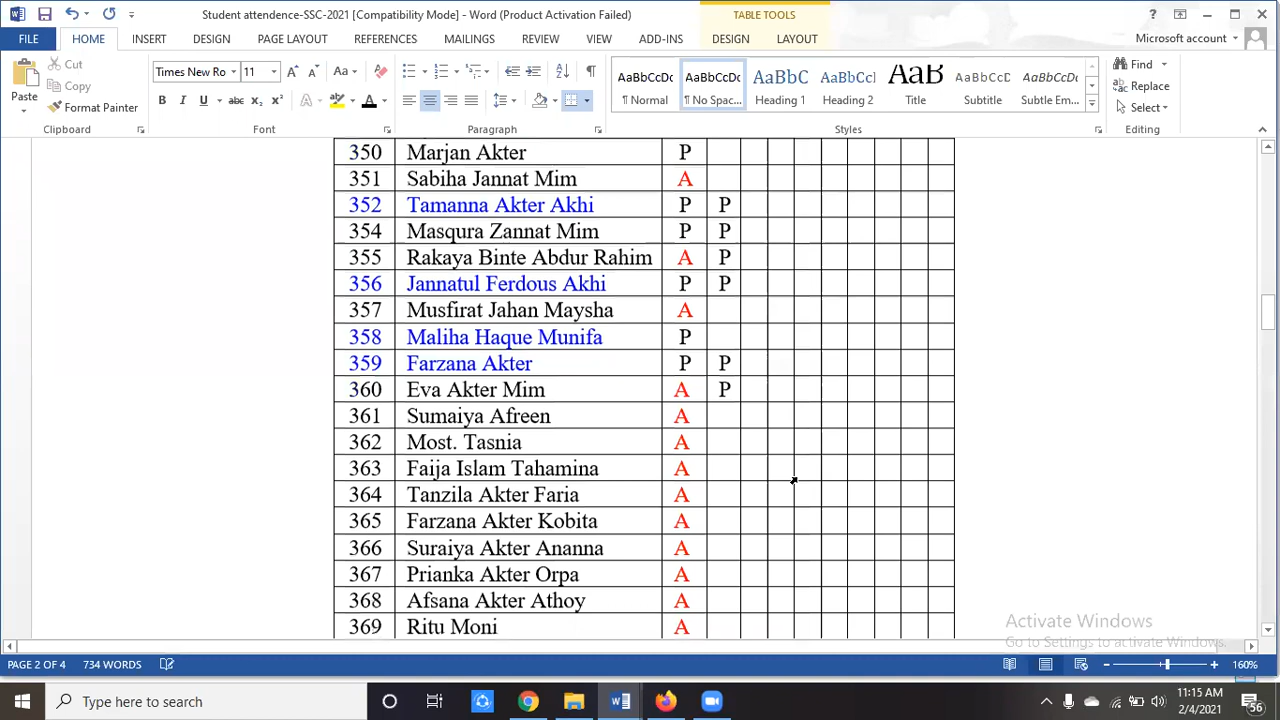 Student attendence-SSC-2021 [Compatibility Mode] - Word (Product Activation Failed)
TABLE TOOLS
FILE HOME INSERT DESIGN PAGE LAYOUT REFERENCES MAILINGS REVIEW VIEW ADD-INS DESIGN LAYOUT
Microsoft account
Paste
Cut
Copy
Format Painter
Clipboard
Times New Ro 11
Font
Paragraph
AaBbCcDc AaBbCcDc AaBbC AaBbCc AaB AaBbCcD AaBbCcD
¶ Normal ¶ No Spac... Heading Heading 2 Title Subtitle Subtle Em...
Styles
Find
Replace
Select
Editing
350 Marjan Akter P
351 Sabiha Jannat Mim A
352 Tamanna Akter Akhi P P
354 Masqura Zannat Mim P P
355 Rakaya Binte Abdur Rahim A P
356 Jannatul Ferdous Akhi P P
357 Musfirat Jahan Maysha A
358 Maliha Haque Munifa P
359 Farzana Akter P P
360 Eva Akter Mim A P
361 Sumaiya Afreen A
362 Most. Tasnia A
363 Faija Islam Tahamina A
364 Tanzila Akter Faria A
365 Farzana Akter Kobita A
366 Suraiya Akter Ananna A
367 Prianka Akter Orpa A
368 Afsana Akter Athoy A
369 Ritu Moni A
Activate Windows
Go to Settings to activate Windows.
PAGE 2 OF 4 734 WORDS 160%
Type here to search
11:15 AM
2/4/2021
56